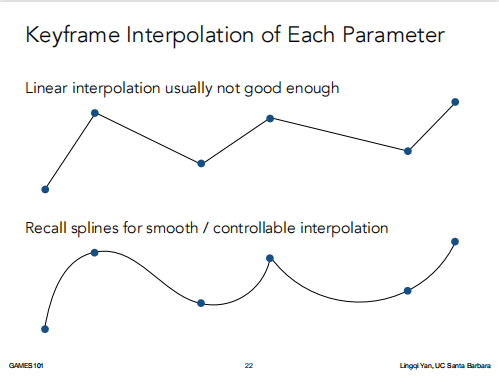 Keyframe Interpolation of Each Parameter
Linear interpolation usually not good enough
Recall splines for smooth / controllable interpolation
GAMES101
22
Lingqi Yan, UC Santa Barbara